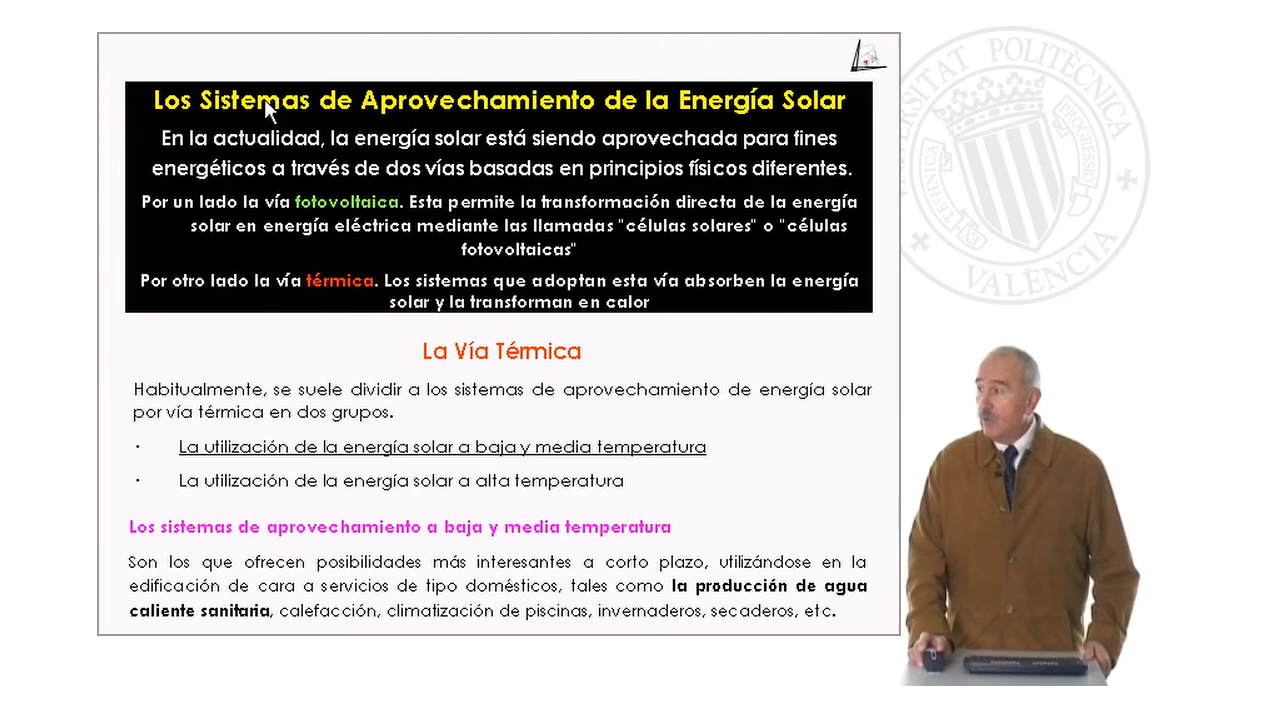 Los Sistemas de Aprovechamiento de la Energía Solar
En la actualidad, la energía solar está siendo aprovechada para fines
energéticos a través de dos vías basadas en principios físicos diferentes.
Por un lado la vía fotovoltaica. Esta permite la transformación directa de la energía
solar en energía eléctrica mediante las llamadas "células solares" o "células
fotovoltaicas"
Por otro lado la vía térmica. Los sistemas que adoptan esta vía absorben la energía
solar y la transforman en calor
La Vía Térmica
Habitualmente, se suele dividir a los sistemas de aprovechamiento de energía solar
por vía térmica en dos grupos.
· La utilización de la energía solar a baja y media temperatura
· La utilización de la energía solar a alta temperatura
Los sistemas de aprovechamiento a baja y media temperatura
Son los que ofrecen posibilidades más interesantes a corto plazo, utilizándose en la
edificación de cara a servicios de tipo domésticos, tales como la producción de agua
caliente sanitaria, calefacción, climatización de piscinas, invernaderos, secaderos, etc.
POLITÈCNICA
VALÈNCIA